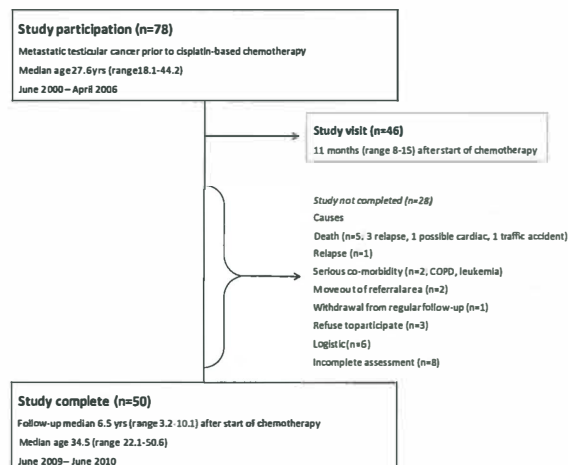 Study participation (n=78)
Metastatic testicular cancer prior to cisplatin-based chemotherapy
Median age 27.6yrs (range18.1-44.2)
June 2000 – April 2006
Study visit (n=46)
11 months (range 8-15) after start of chemotherapy
Study not completed (n=28)
Causes
Death (n=5; 3 relapse, 1 possible cardiac, 1 traffic accident)
Relapse (n=1)
Serious co-morbidity (n=2; COPD, leukemia)
Move out of referral area (n=2)
Withdrawal from regular follow-up (n=1)
Refuse to participate (n=3)
Logistic (n=6)
Incomplete assessment (n=8)
Study complete (n=50)
Follow-up median 6.5 yrs (range 3.2-10.1) after start of chemotherapy
Median age 34.5 (range 22.1-50.6)
June 2009– June 2010